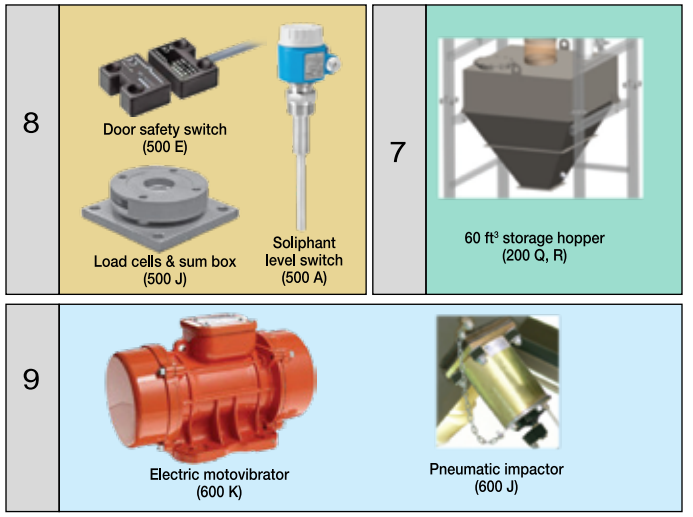 8
Door safety switch
(500 E)
Load cells & sum box
(500 J)
Soliphant
level switch
(500 A)
7
60 ft³ storage hopper
(200 Q, R)
9
Electric motovibrator
(600 K)
Pneumatic impactor
(600 J)